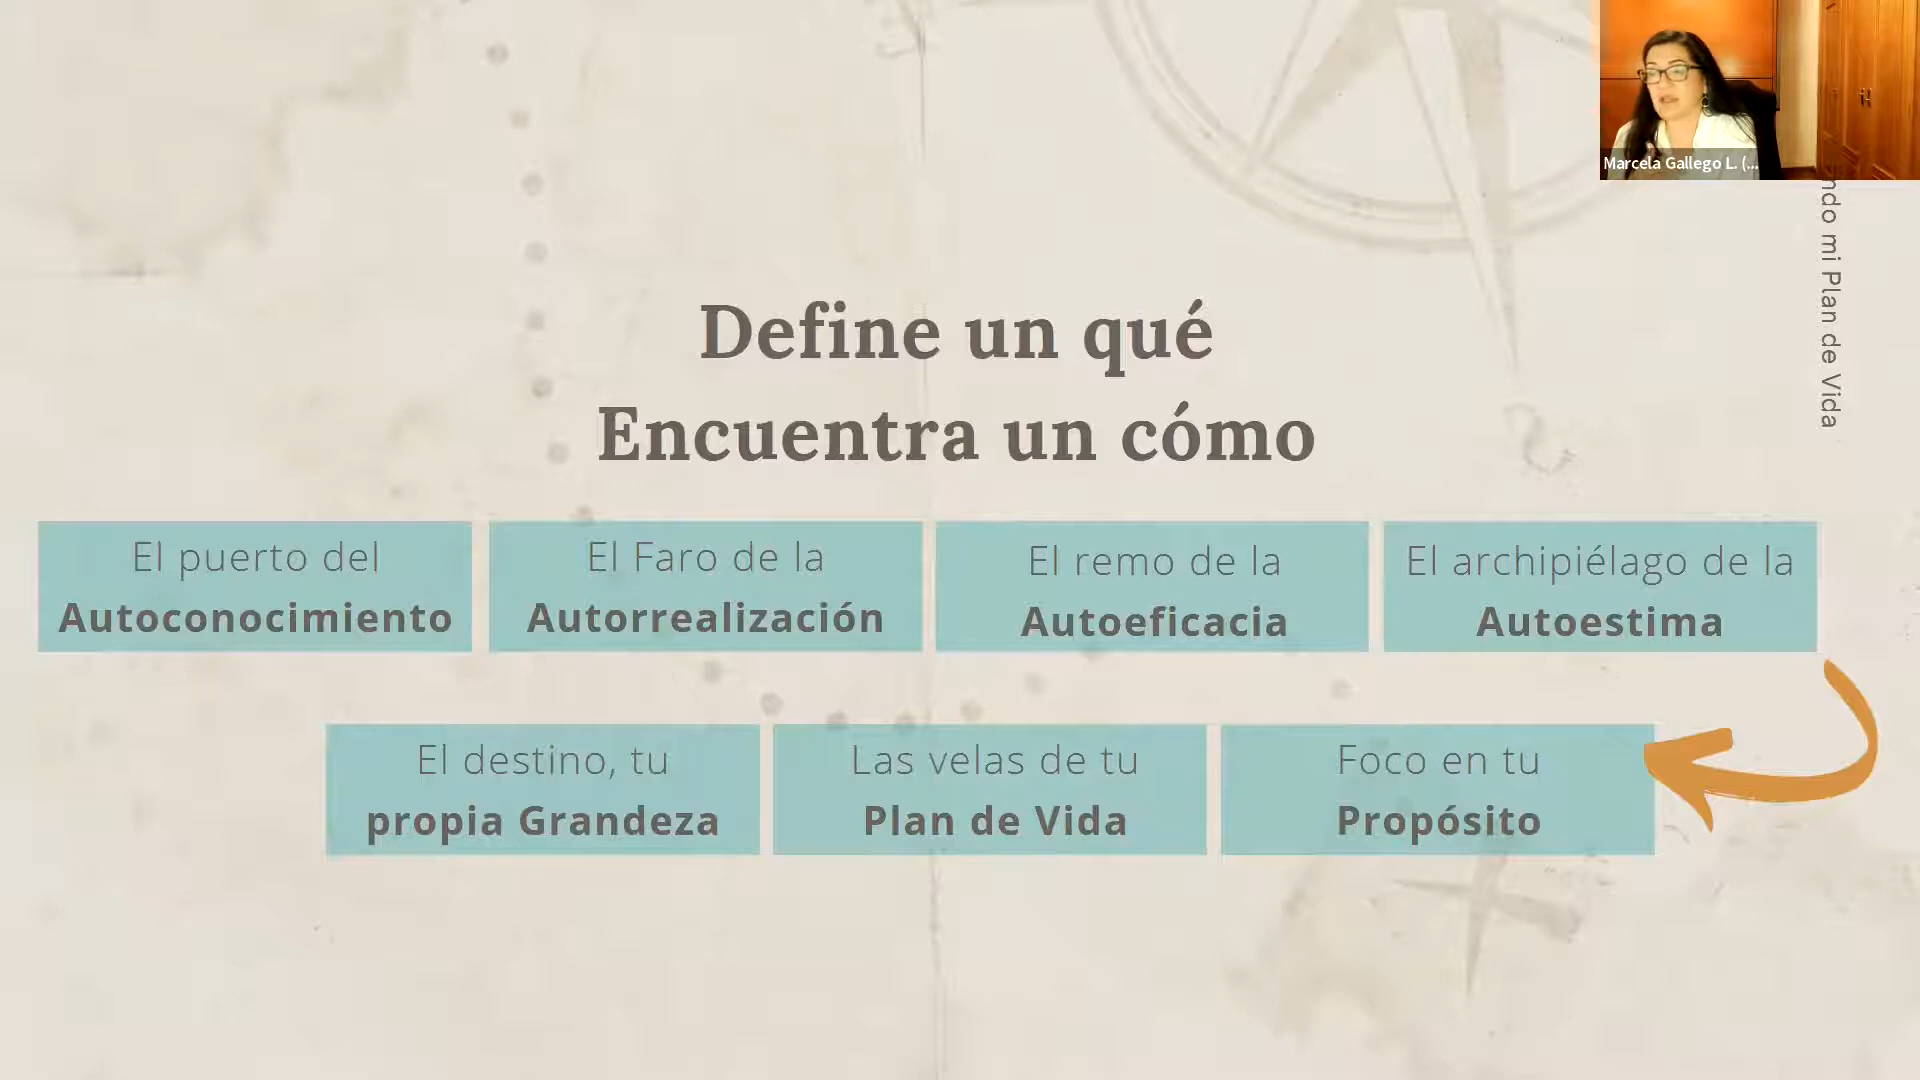 Marcela Gallego L. (...
mi Plan de Vida
Define un qué
Encuentra un cómo
El puerto del
Autoconocimiento
El Faro de la
Autorrealización
El remo de la
Autoeficacia
El archipiélago de la
Autoestima
El destino, tu
propia Grandeza
Las velas de tu
Plan de Vida
Foco en tu
Propósito